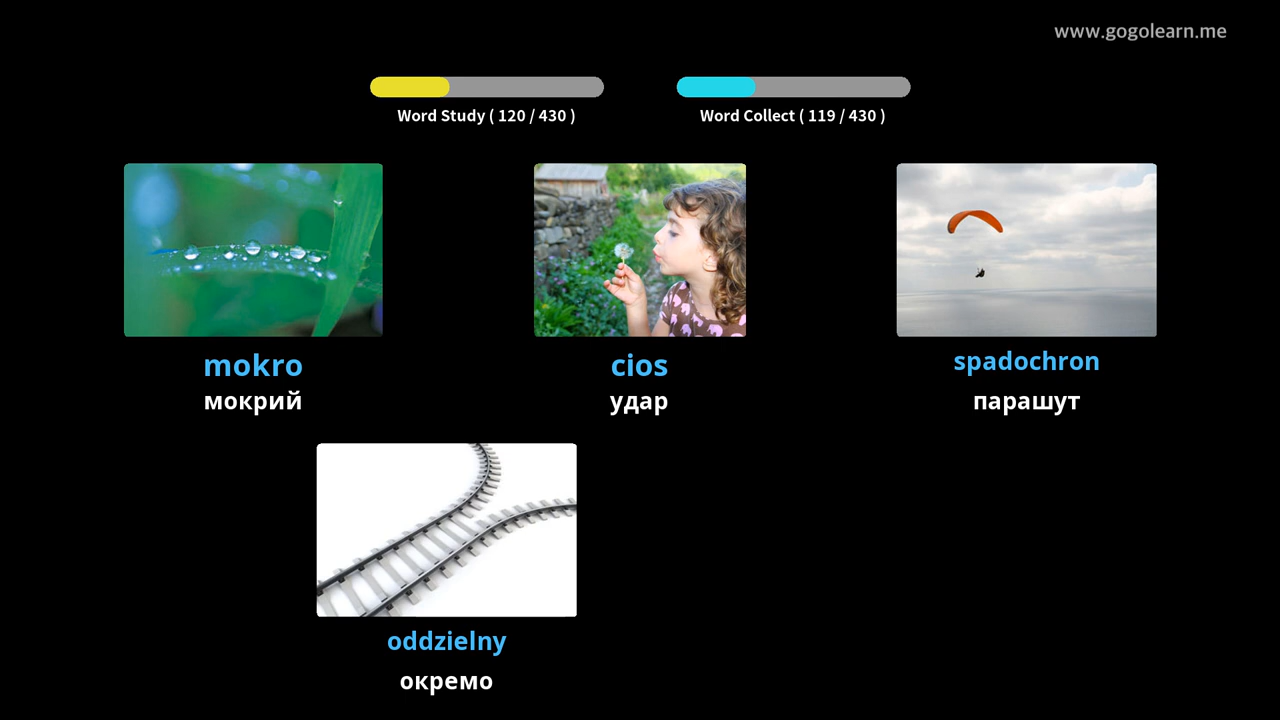 www.gogolearn.me
Word Study ( 120 / 430 )
Word Collect ( 119 / 430 )
mokro
мокрий
cios
удар
spadochron
парашут
oddzielny
окремо